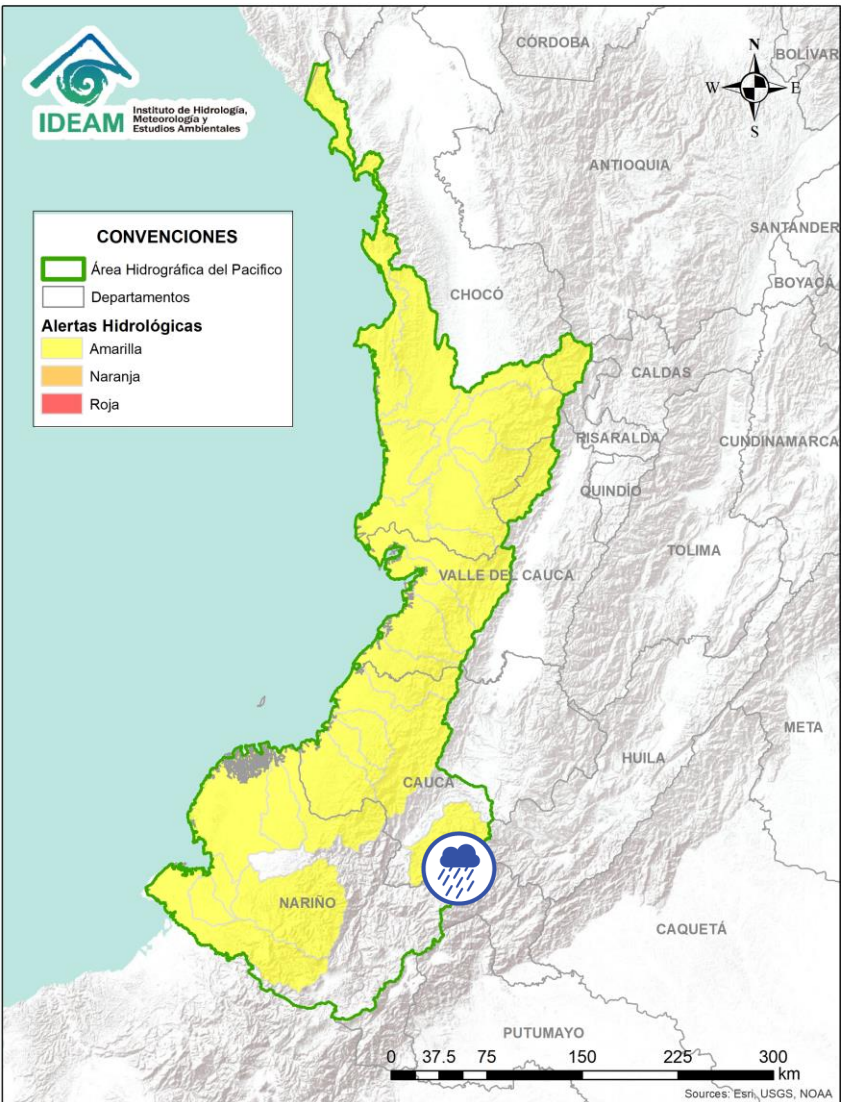 IDEAM
Instituto de Hidrología,
Meteorología y
Estudios Ambientales
N
W
E
S
CONVENCIONES
Área Hidrográfica del Pacifico
Departamentos
Alertas Hidrológicas
Amarilla
Naranja
Roja
CÓRDOBA
BOLIVAR
ANTIOQUIA
SANTANDER
BOYACÁ
CHOCÓ
CALDAS
RISARALDA
CUNDINAMARCA
QUINDÍO
TOLIMA
VALLE DEL CAUCA
META
HUILA
CAUCA
NARIÑO
CAQUETÁ
PUTUMAYO
0 37.5 75 150 225 300
km
Sources: Esri, USGS, NOAA